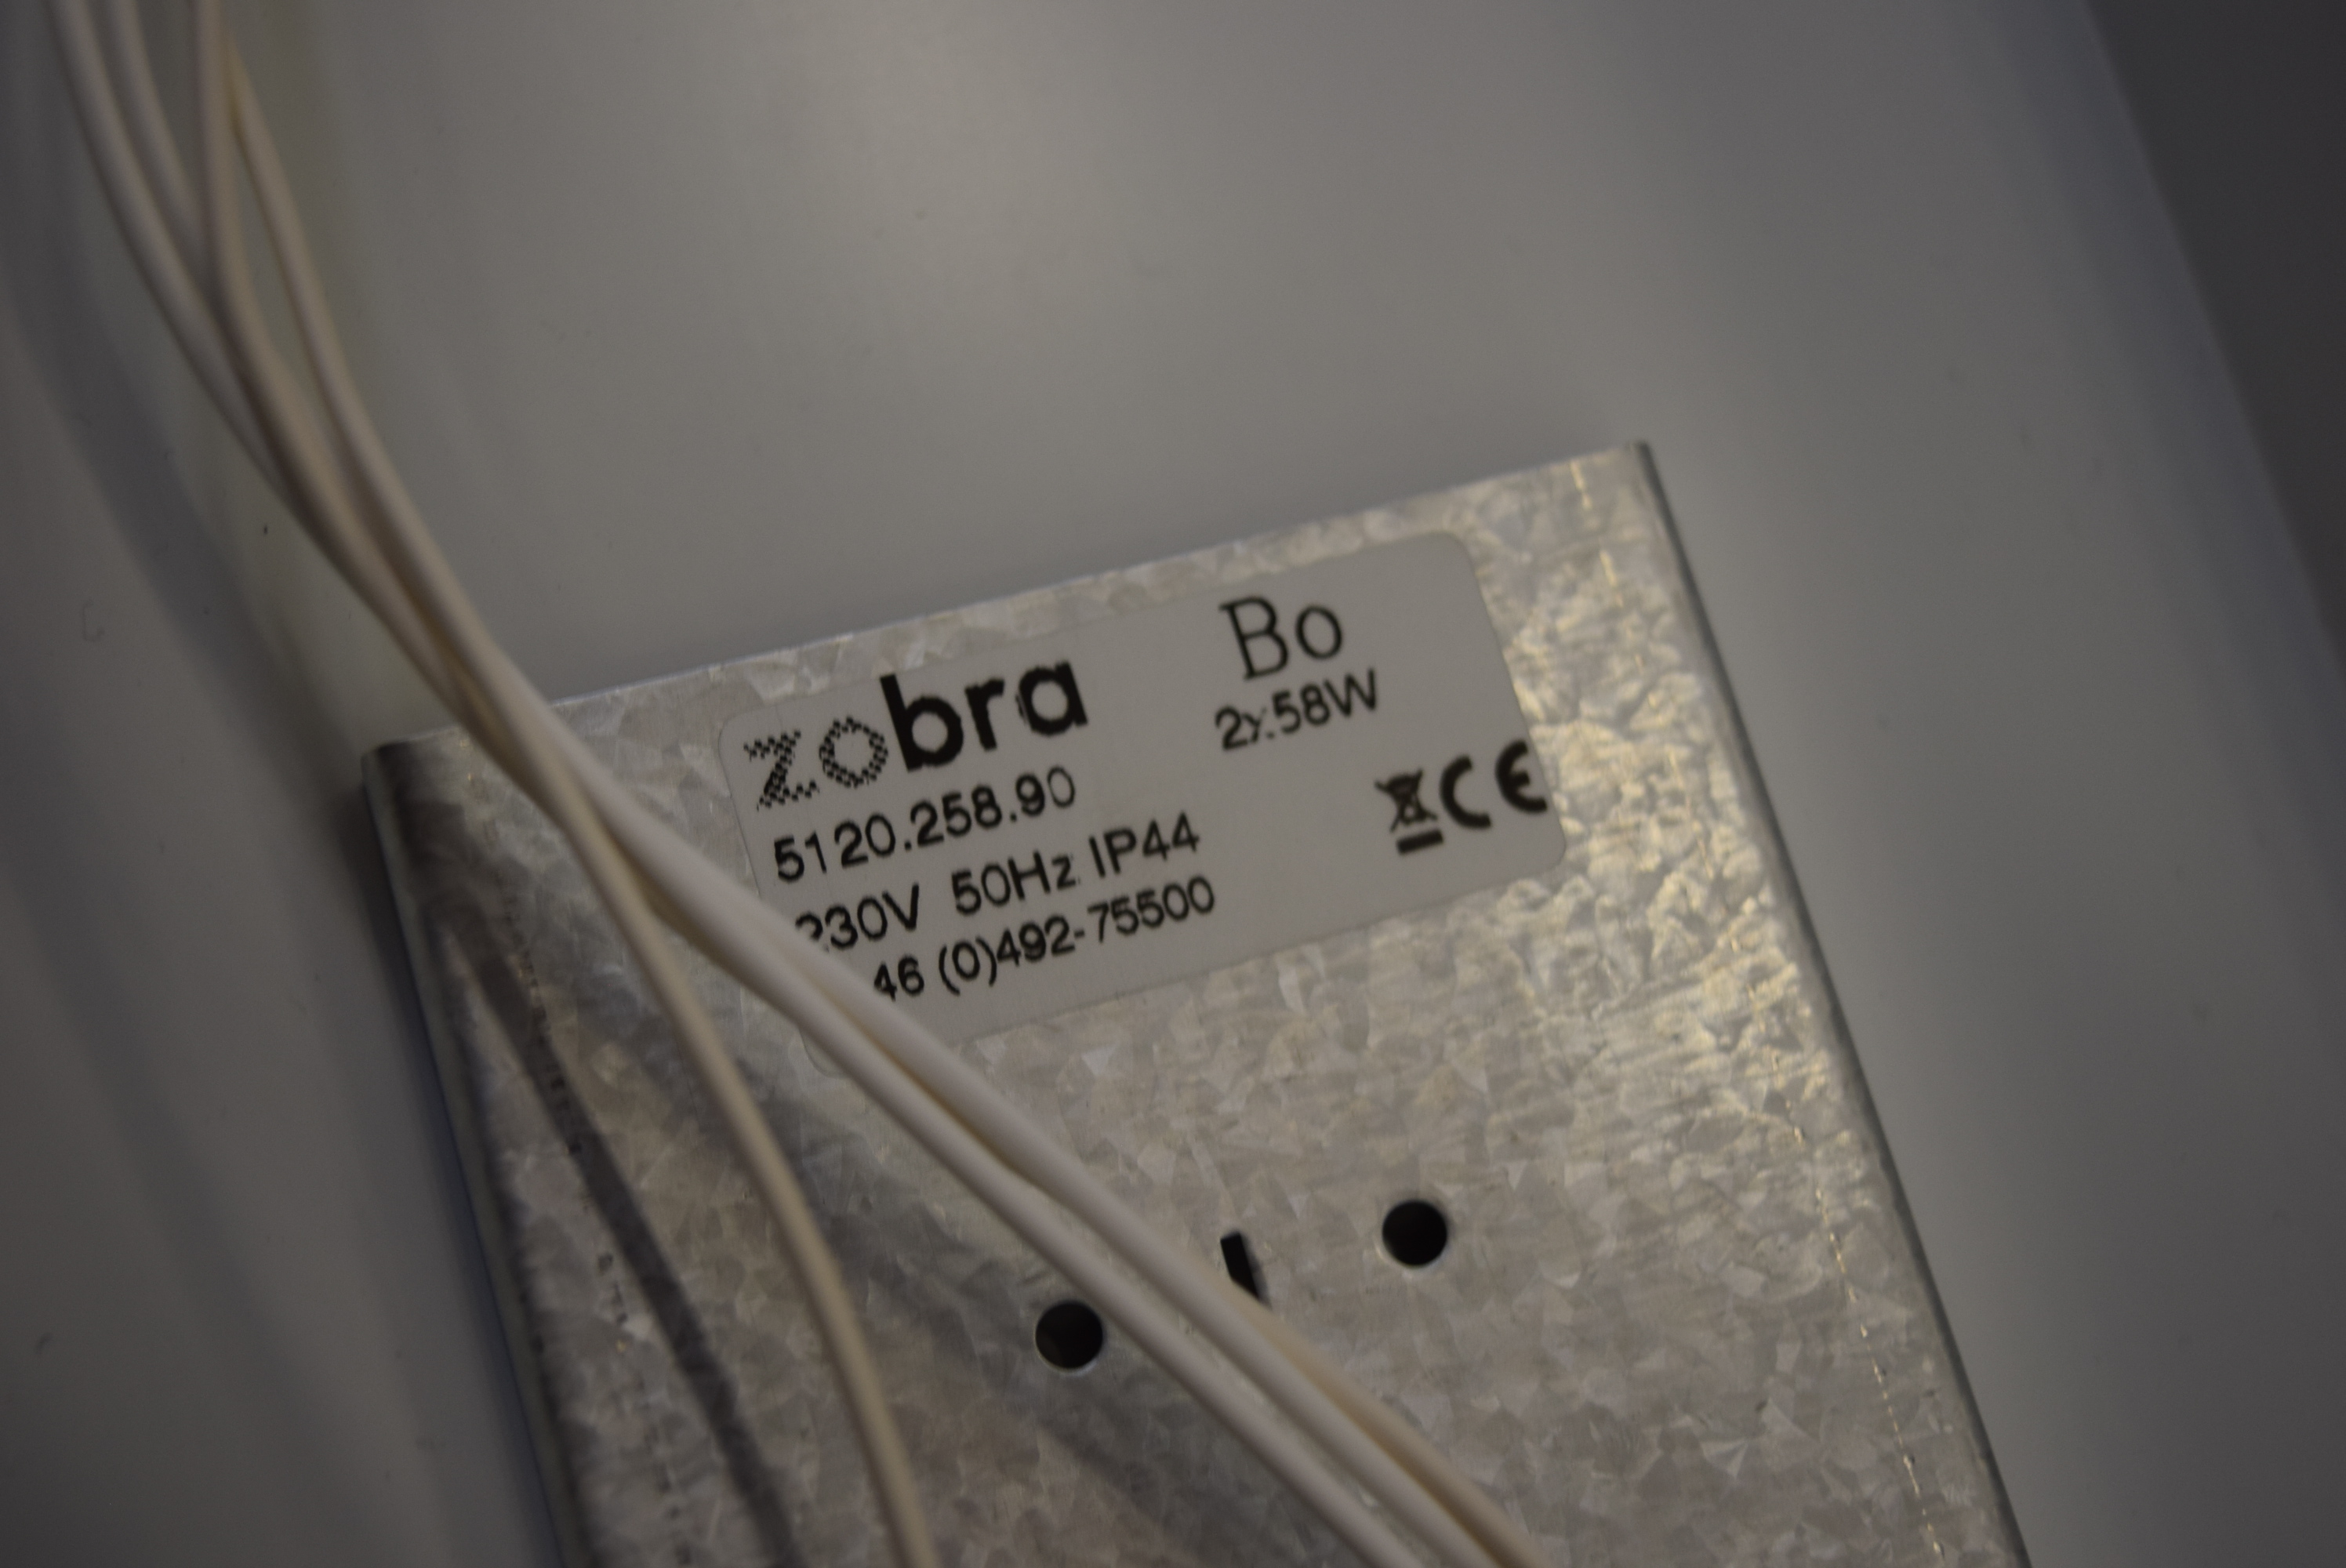 zobra
Bo
2x58W
5120.258.90
230V 50Hz IP44
CE
46 (0)492-75500